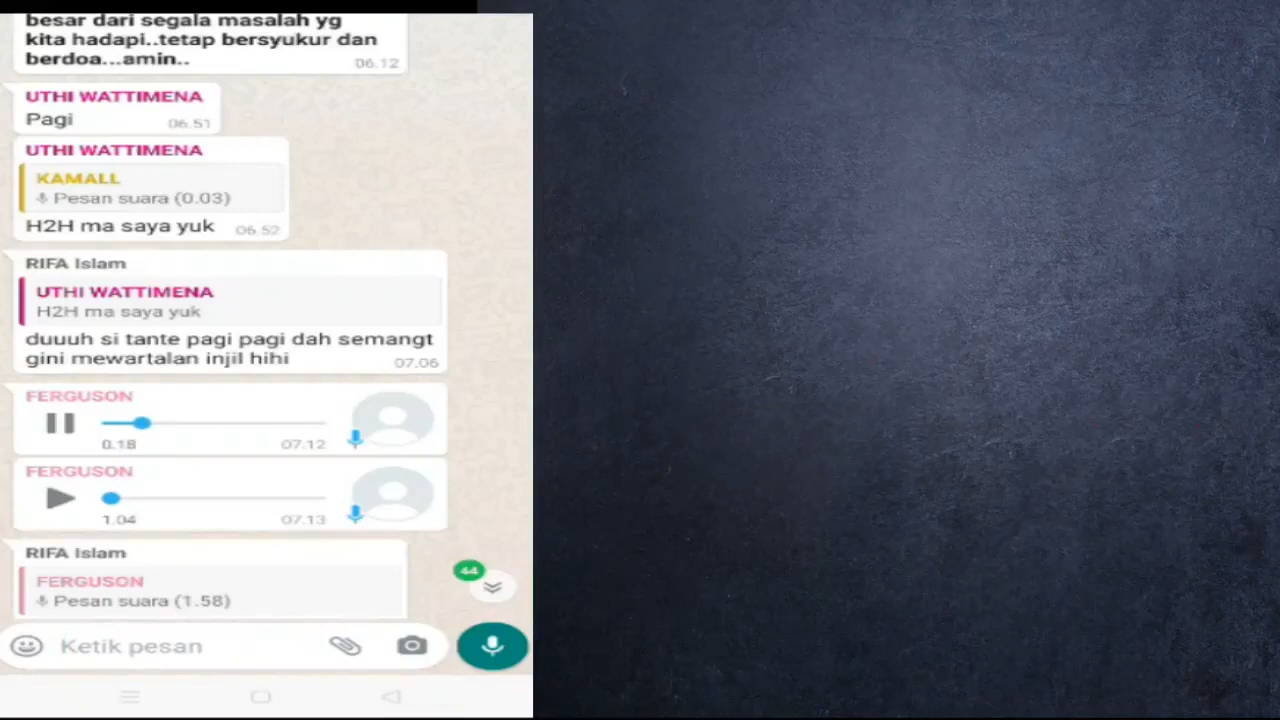 besar dari segala masalah yg
kita hadapi..tetap bersyukur dan
berdoa...amin..
06.12
UTHI WATTIMENA
Pagi
06.51
UTHI WATTIMENA
KAMALL
Pesan suara (0.03)
H2H ma saya yuk
06.52
RIFA Islam
UTHI WATTIMENA
H2H ma saya yuk
duuuh si tante pagi pagi dah semangt
gini mewartalan injil hihi
07.06
FERGUSON
0.18
07.12
FERGUSON
1.04
07.13
RIFA Islam
FERGUSON
Pesan suara (1.58)
44
Ketik pesan